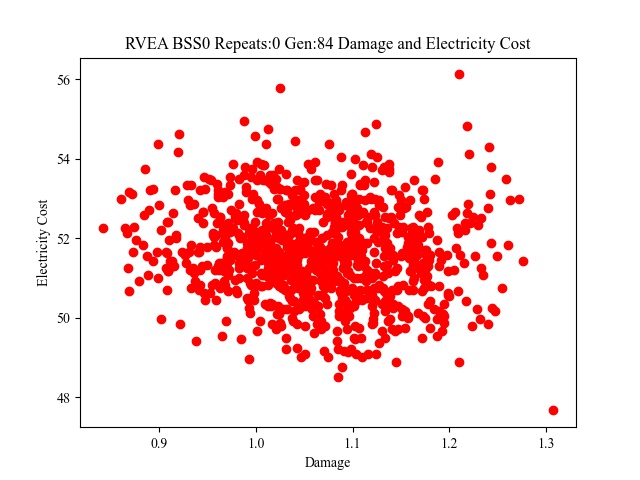 RVEA BSS0 Repeats:0 Gen:84 Damage and Electricity Cost
56
54
52
50
48
Electricity Cost
0.9 1.0 1.1 1.2 1.3
Damage